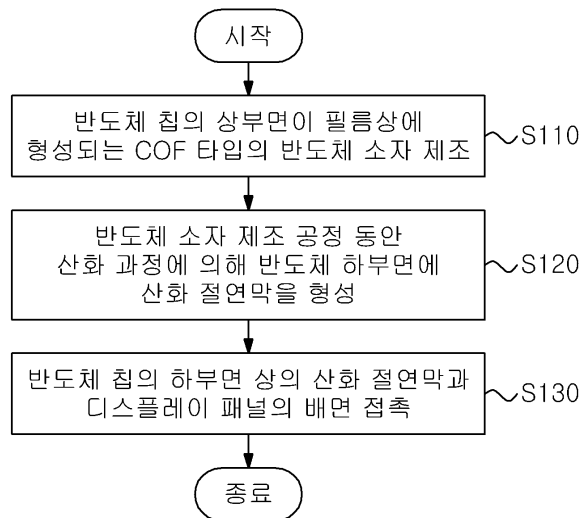 시작
반도체 칩의 상부면이 필름상에
형성되는 COF 타입의 반도체 소자 제조
S110
반도체 소자 제조 공정 동안
산화 과정에 의해 반도체 하부면에
산화 절연막을 형성
S120
반도체 칩의 하부면 상의 산화 절연막과
디스플레이 패널의 배면 접촉
S130
종료